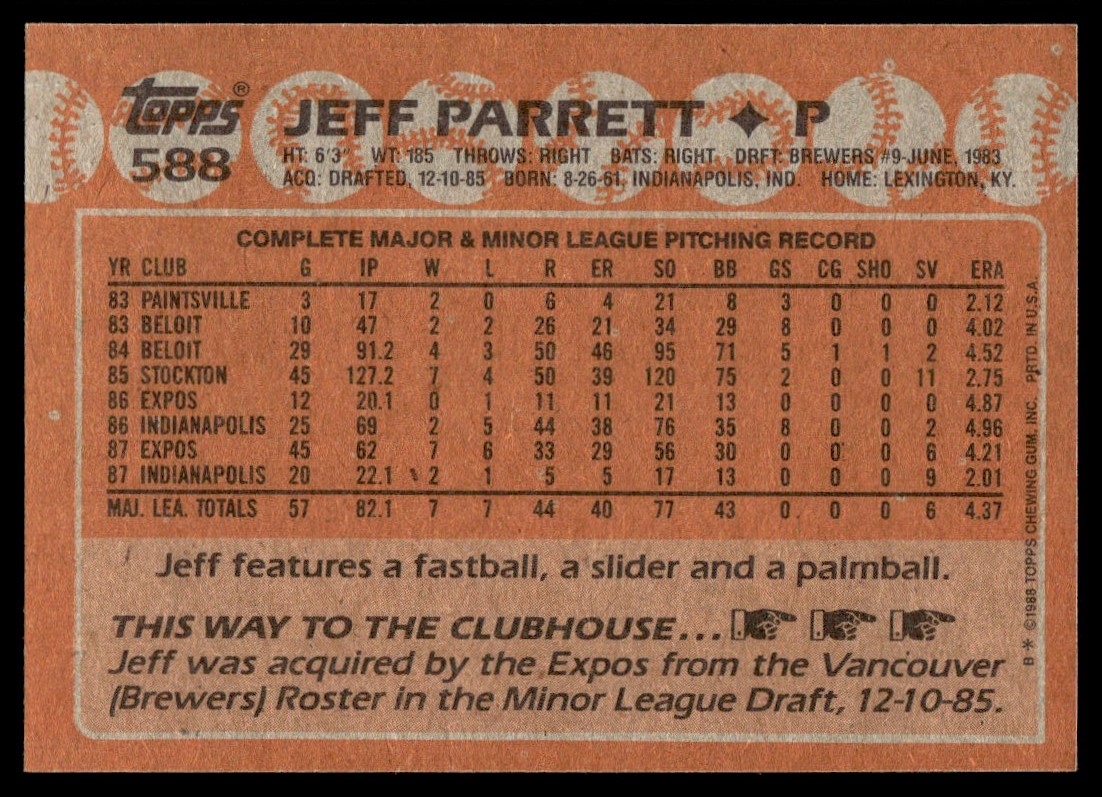 topps® JEFF PARRETT ✦ P
588 HT: 6'3" WT: 185 THROWS: RIGHT BATS: RIGHT DRFT: BREWERS #9-JUNE, 1983
ACQ: DRAFTED, 12-10-85 BORN: 8-26-61, INDIANAPOLIS, IND. HOME: LEXINGTON, KY.
COMPLETE MAJOR & MINOR LEAGUE PITCHING RECORD
YR CLUB G IP W L R ER SO BB GS CG SHO SV ERA
83 PAINTSVILLE 3 17 2 0 6 4 21 8 3 0 0 0 2.12
83 BELOIT 10 47 2 2 26 21 34 29 8 0 0 0 4.02
84 BELOIT 29 91.2 4 3 50 46 95 71 5 1 1 2 4.52
85 STOCKTON 45 127.2 7 4 50 39 120 75 2 0 0 11 2.75
86 EXPOS 12 20.1 0 1 11 11 21 13 0 0 0 0 4.87
86 INDIANAPOLIS 25 69 2 5 44 38 76 35 8 0 0 2 4.96
87 EXPOS 45 62 7 6 33 29 56 30 0 0 0 6 4.21
87 INDIANAPOLIS 20 22.1 2 1 5 5 17 13 0 0 0 9 2.01
MAJ. LEA. TOTALS 57 82.1 7 7 44 40 77 43 0 0 0 6 4.37
Jeff features a fastball, a slider and a palmball.
THIS WAY TO THE CLUBHOUSE...
Jeff was acquired by the Expos from the Vancouver
(Brewers) Roster in the Minor League Draft, 12-10-85.
B * ©1988 TOPPS CHEWING GUM, INC. PRTD. IN U.S.A.